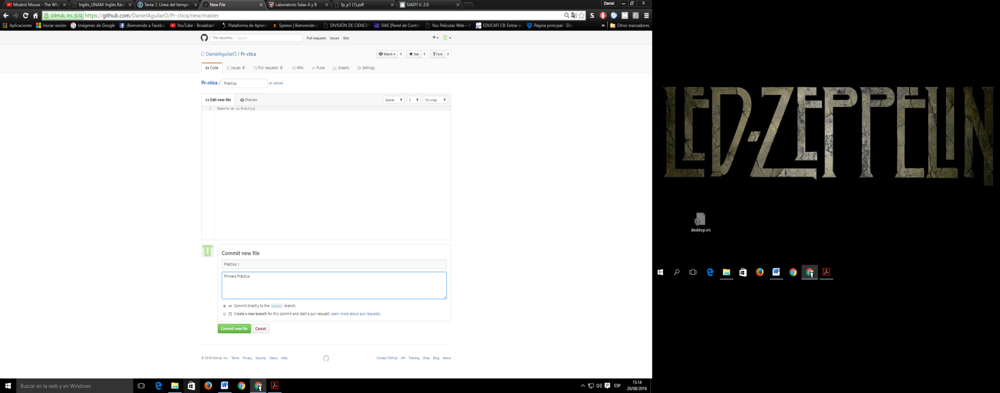 Modest Mouse - The Wha
Inglés_UNAM: Inglés Bási
Tarea 1, Línea del tiempo |
New File
Laboratorio Salas A y B
fp_p1 (1).pdf
SIAEFI V. 2.0
Daniel
GitHub, Inc. [US] https://github.com/DanielAguilarO/Pr-ctica/new/master
Aplicaciones
Iniciar sesión
Imágenes de Google
¡Bienvenido a Faceboo
YouTube - Broadcast
Plataforma de Aprend
Speexx | Bienvenido a
DIVISIÓN DE CIENCIA
SIAE [Panel de Contro
You Peliculas Web –
EDUCAFI CB: Entrar al
Página principal - Dro
» Otros marcadores
This repository Search
Pull requests Issues Gist
DanielAguilarO / Pr-ctica
Watch 0 Star 0 Fork 0
Code Issues 0 Pull requests 0 Wiki Pulse Graphs Settings
Pr-ctica / Práctica or cancel
Edit new file Preview Spaces 2 No wrap
1 Reporte de la Práctica
Commit new file
Práctica 1
Primera Práctica
Commit directly to the master branch.
Create a new branch for this commit and start a pull request. Learn more about pull requests.
Commit new file Cancel
© 2016 GitHub, Inc. Terms Privacy Security Status Help
Contact GitHub API Training Shop Blog About
Buscar en la web y en Windows
ESP
15:14
20/08/2016
LED-ZEPPELIN
desktop.ini